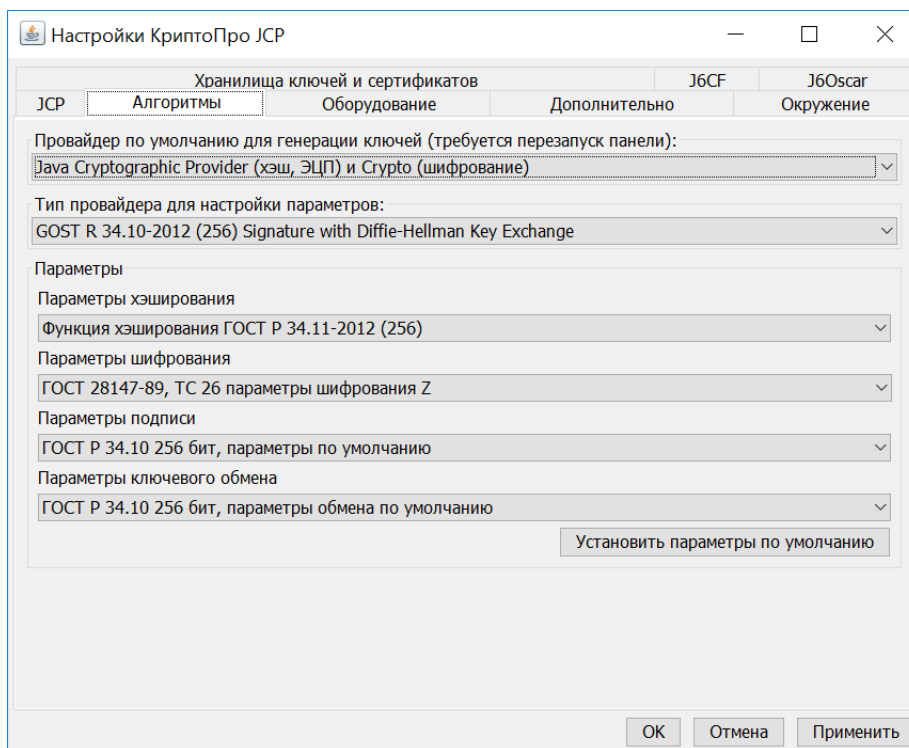 Настройки КриптоПро JCP
Хранилища ключей и сертификатов J6CF J6Oscar
JCP Алгоритмы Оборудование Дополнительно Окружение
Провайдер по умолчанию для генерации ключей (требуется перезапуск панели):
Java Cryptographic Provider (хэш, ЭЦП) и Crypto (шифрование)
Тип провайдера для настройки параметров:
GOST R 34.10-2012 (256) Signature with Diffie-Hellman Key Exchange
Параметры
Параметры хэширования
Функция хэширования ГОСТ Р 34.11-2012 (256)
Параметры шифрования
ГОСТ 28147-89, ТС 26 параметры шифрования Z
Параметры подписи
ГОСТ Р 34.10 256 бит, параметры по умолчанию
Параметры ключевого обмена
ГОСТ Р 34.10 256 бит, параметры обмена по умолчанию
Установить параметры по умолчанию
OK Отмена Применить